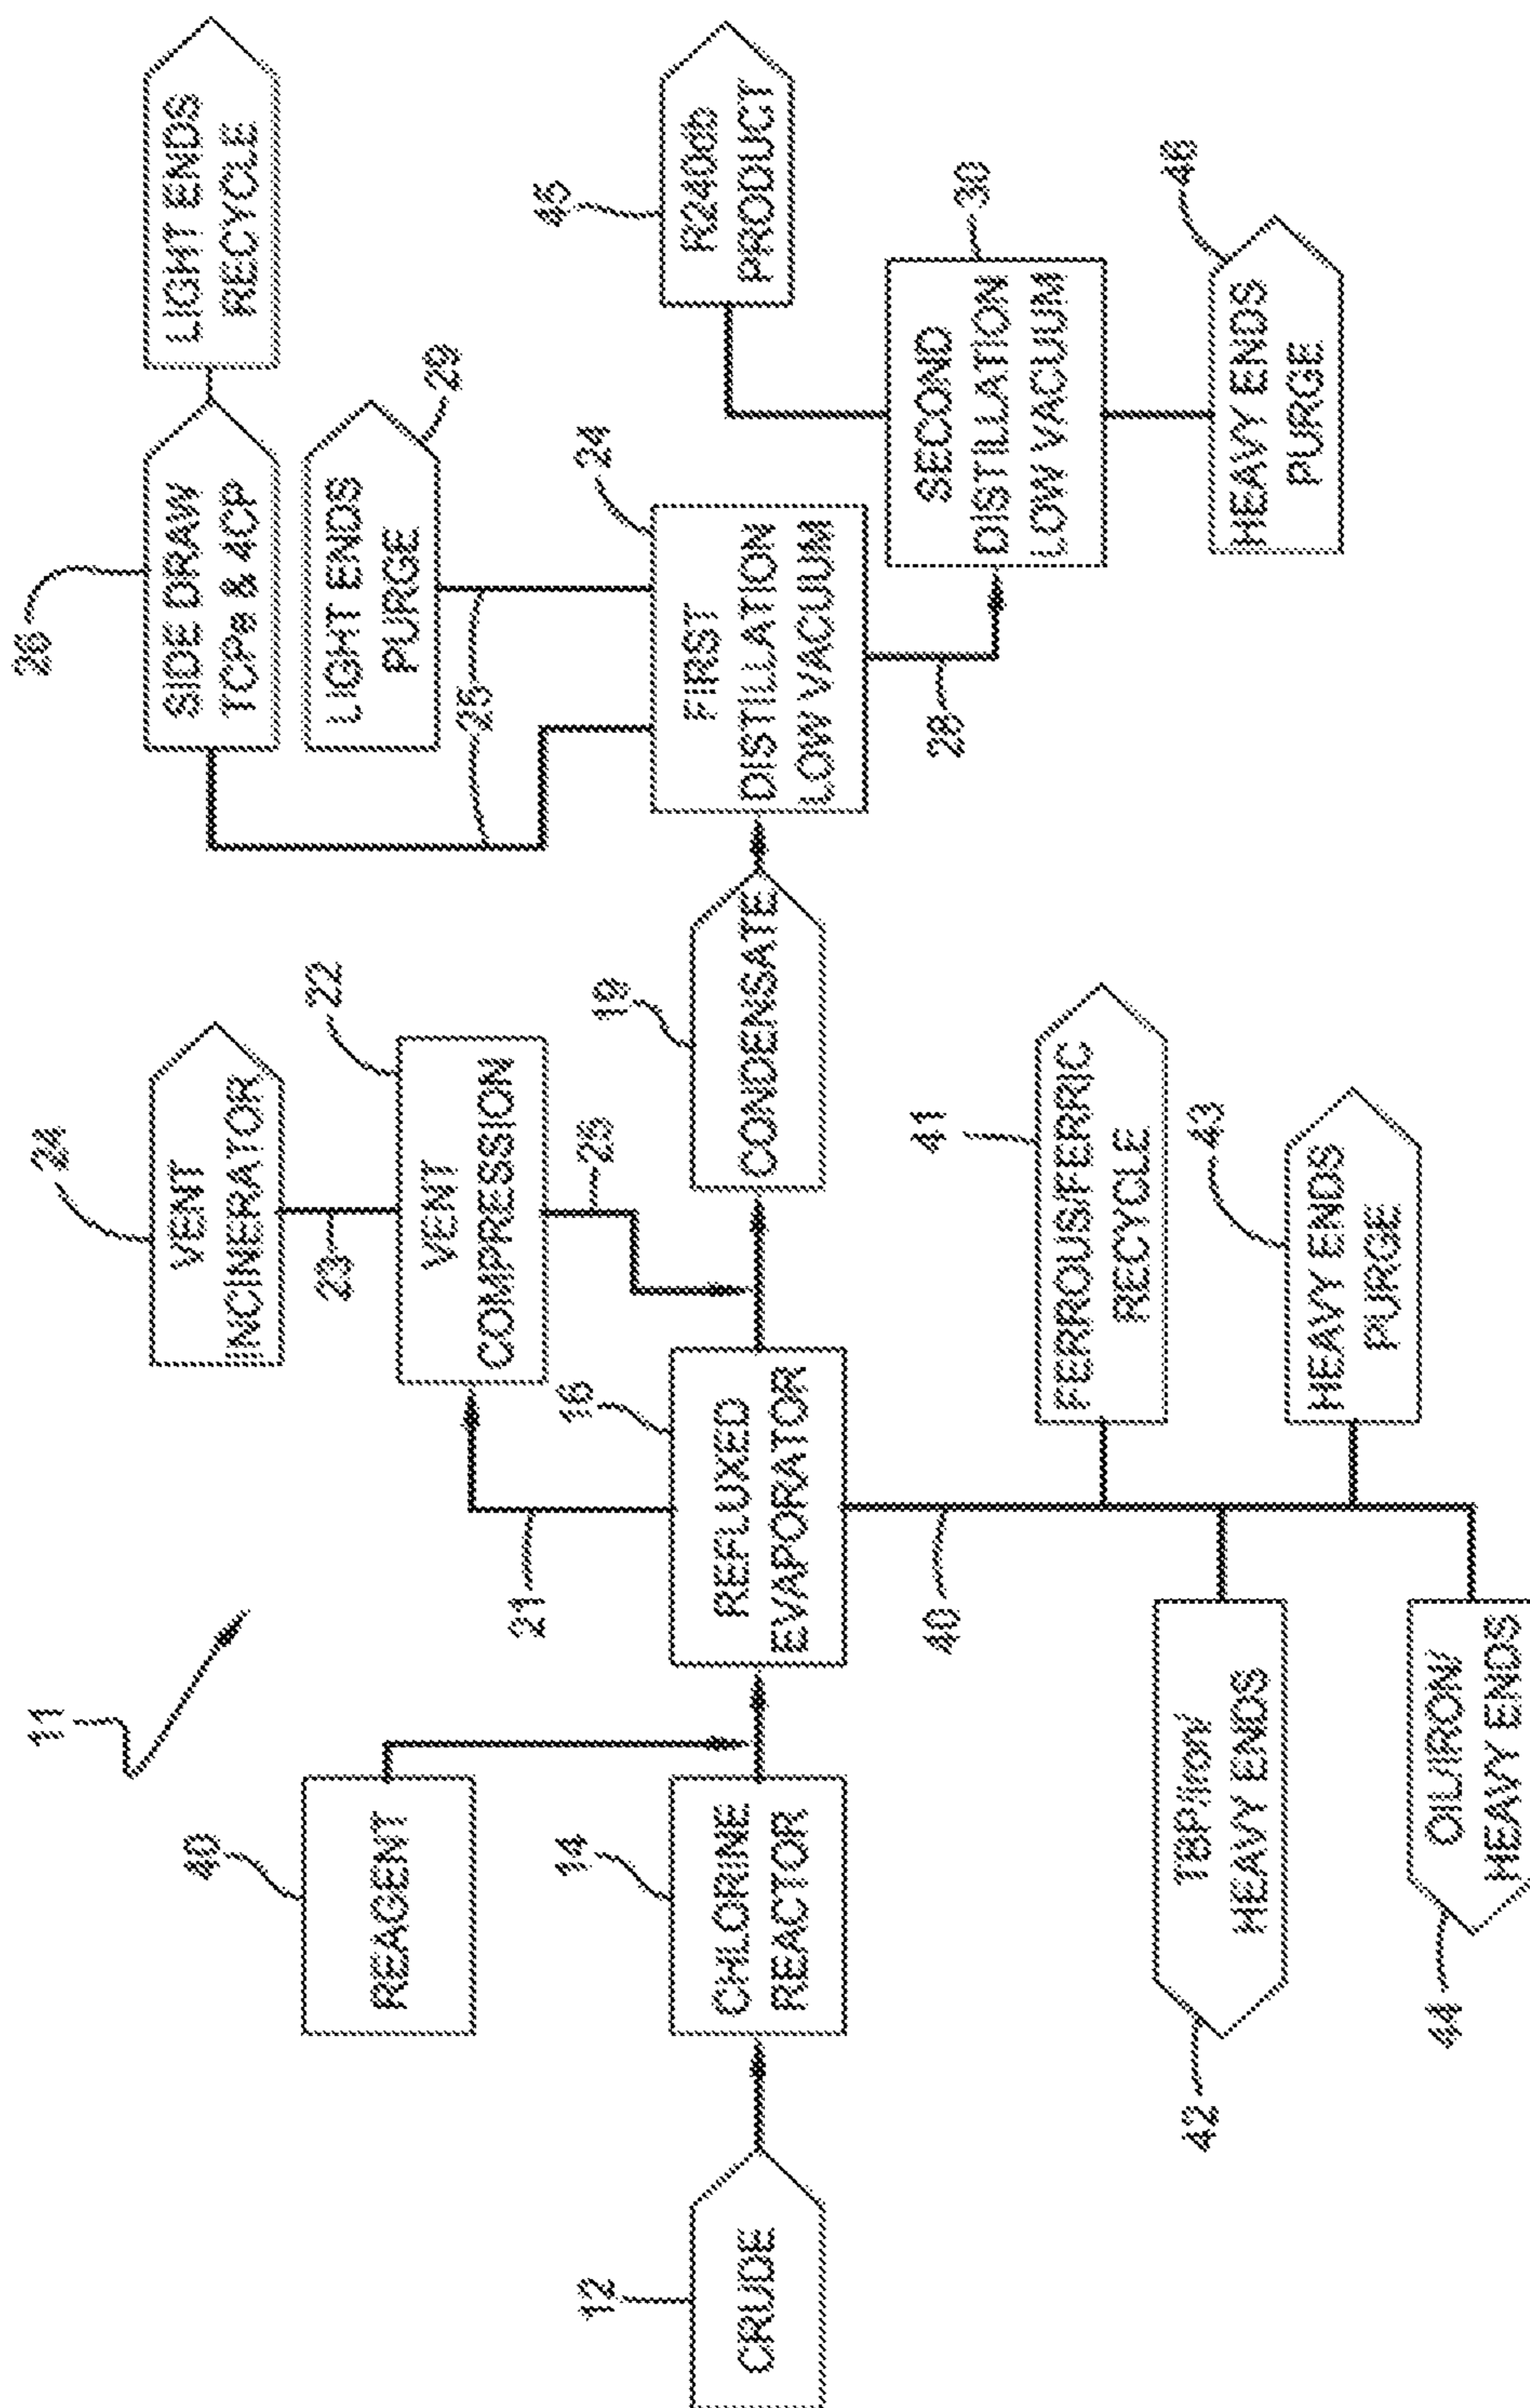 11
12
CRUDE
40
REAGENT
14
CHLORINE
REACTOR
16
REFLUXED
EVAPORATOR
21
22
VENT
COMPRESSION
23
24
VENT
INCINERATOR
25
19
CONDENSATE
24
FIRST
DISTILLATION
LOW VACUUM
25
26
SIDE DRAW
TCPs & 4CP
LIGHT ENDS
RECYCLE
29
LIGHT ENDS
PURGE
28
30
SECOND
DISTILLATION
LOW VACUUM
45
R240db
PRODUCT
46
HEAVY ENDS
PURGE
40
41
FERROUS/FERRIC
RECYCLE
42
TBP/iron/
HEAVY ENDS
43
HEAVY ENDS
PURGE
44
OIL/IRON/
HEAVY ENDS